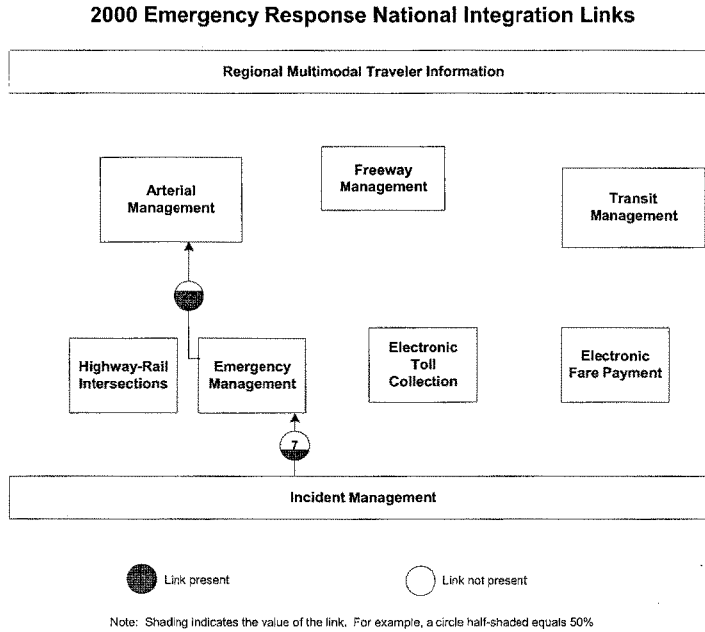 2000 Emergency Response National Integration Links
Regional Multimodal Traveler Information
Arterial
Management
Freeway
Management
Transit
Management
Highway-Rail
Intersections
Emergency
Management
Electronic
Toll
Collection
Electronic
Fare Payment
7
Incident Management
Link present
Link not present
Note: Shading indicates the value of the link. For example, a circle half-shaded equals 50%